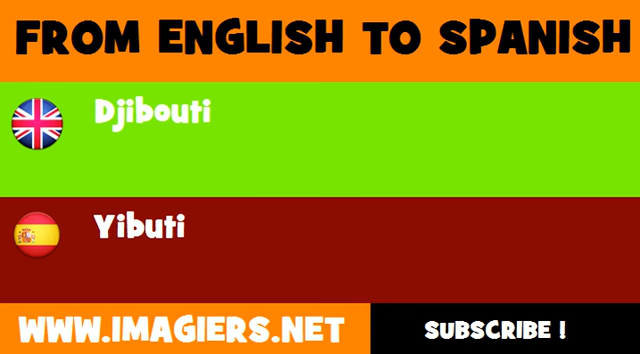 FROM ENGLISH TO SPANISH
Djibouti
Yibuti
WWW.IMAGIERS.NET
SUBSCRIBE !